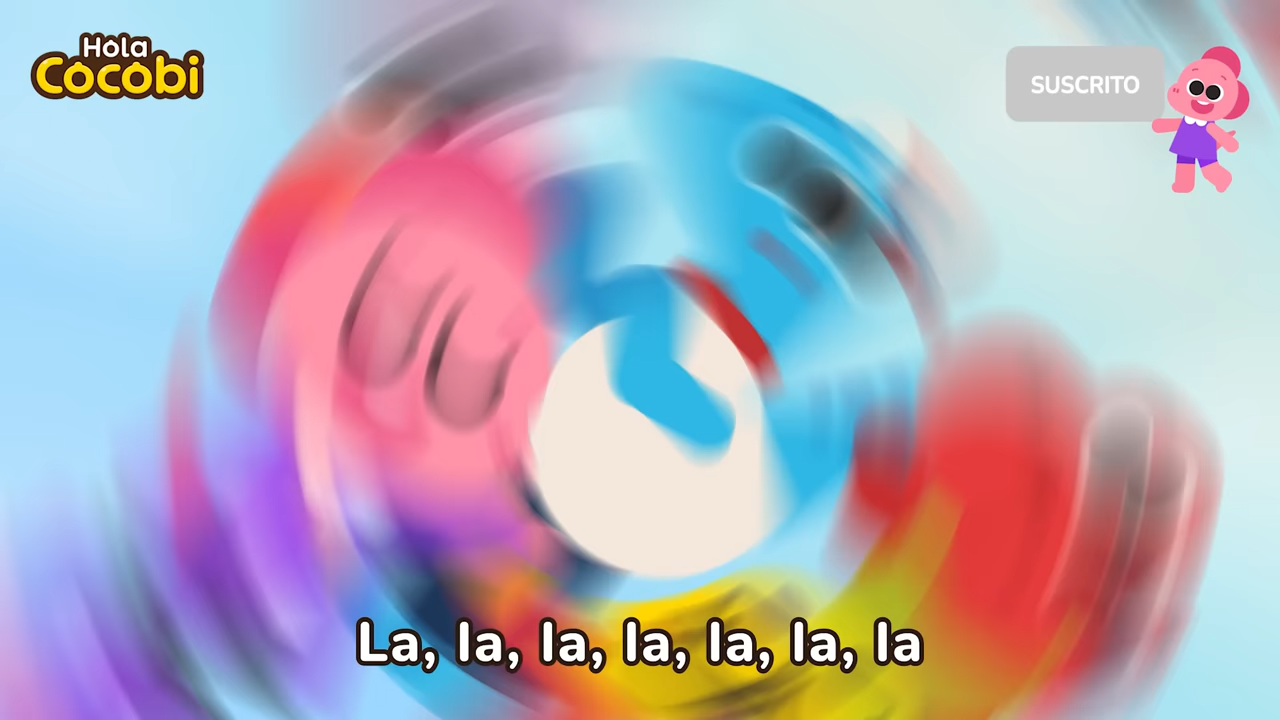 Hola
Cocobi
SUSCRITO
La, la, la, la, la, la, la